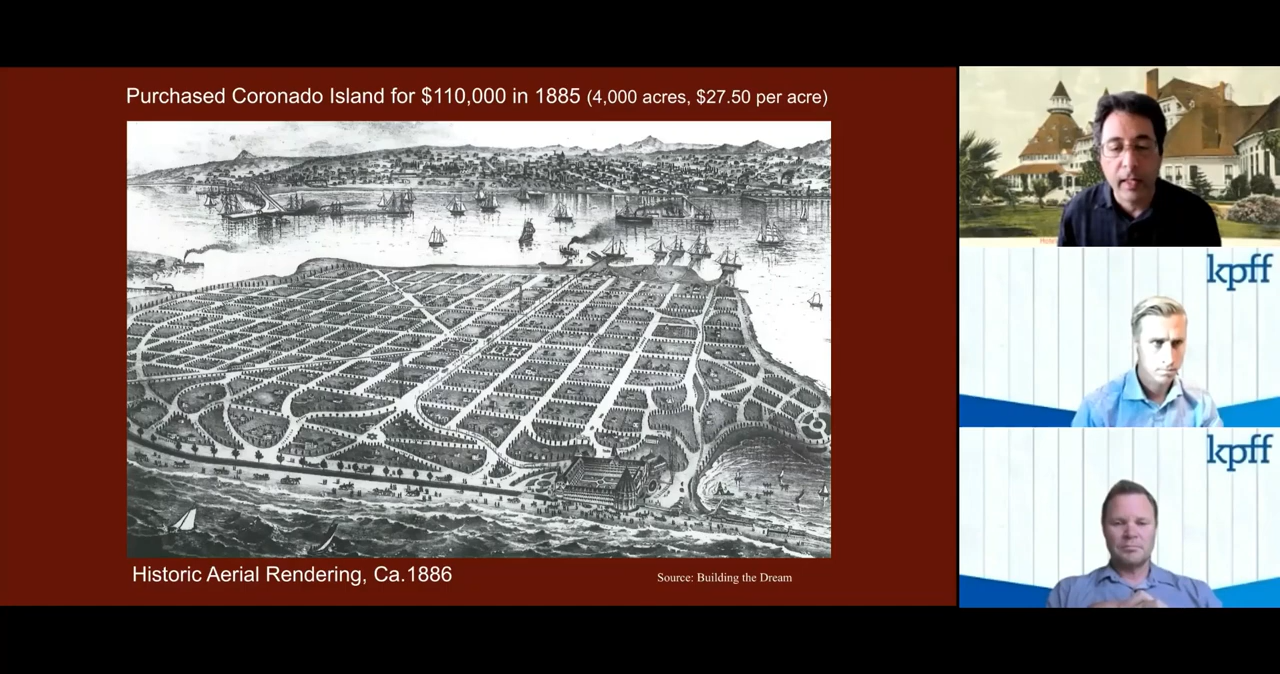 Purchased Coronado Island for $110,000 in 1885 (4,000 acres, $27.50 per acre)
Historic Aerial Rendering, Ca.1886
Source: Building the Dream
kpff
kpff